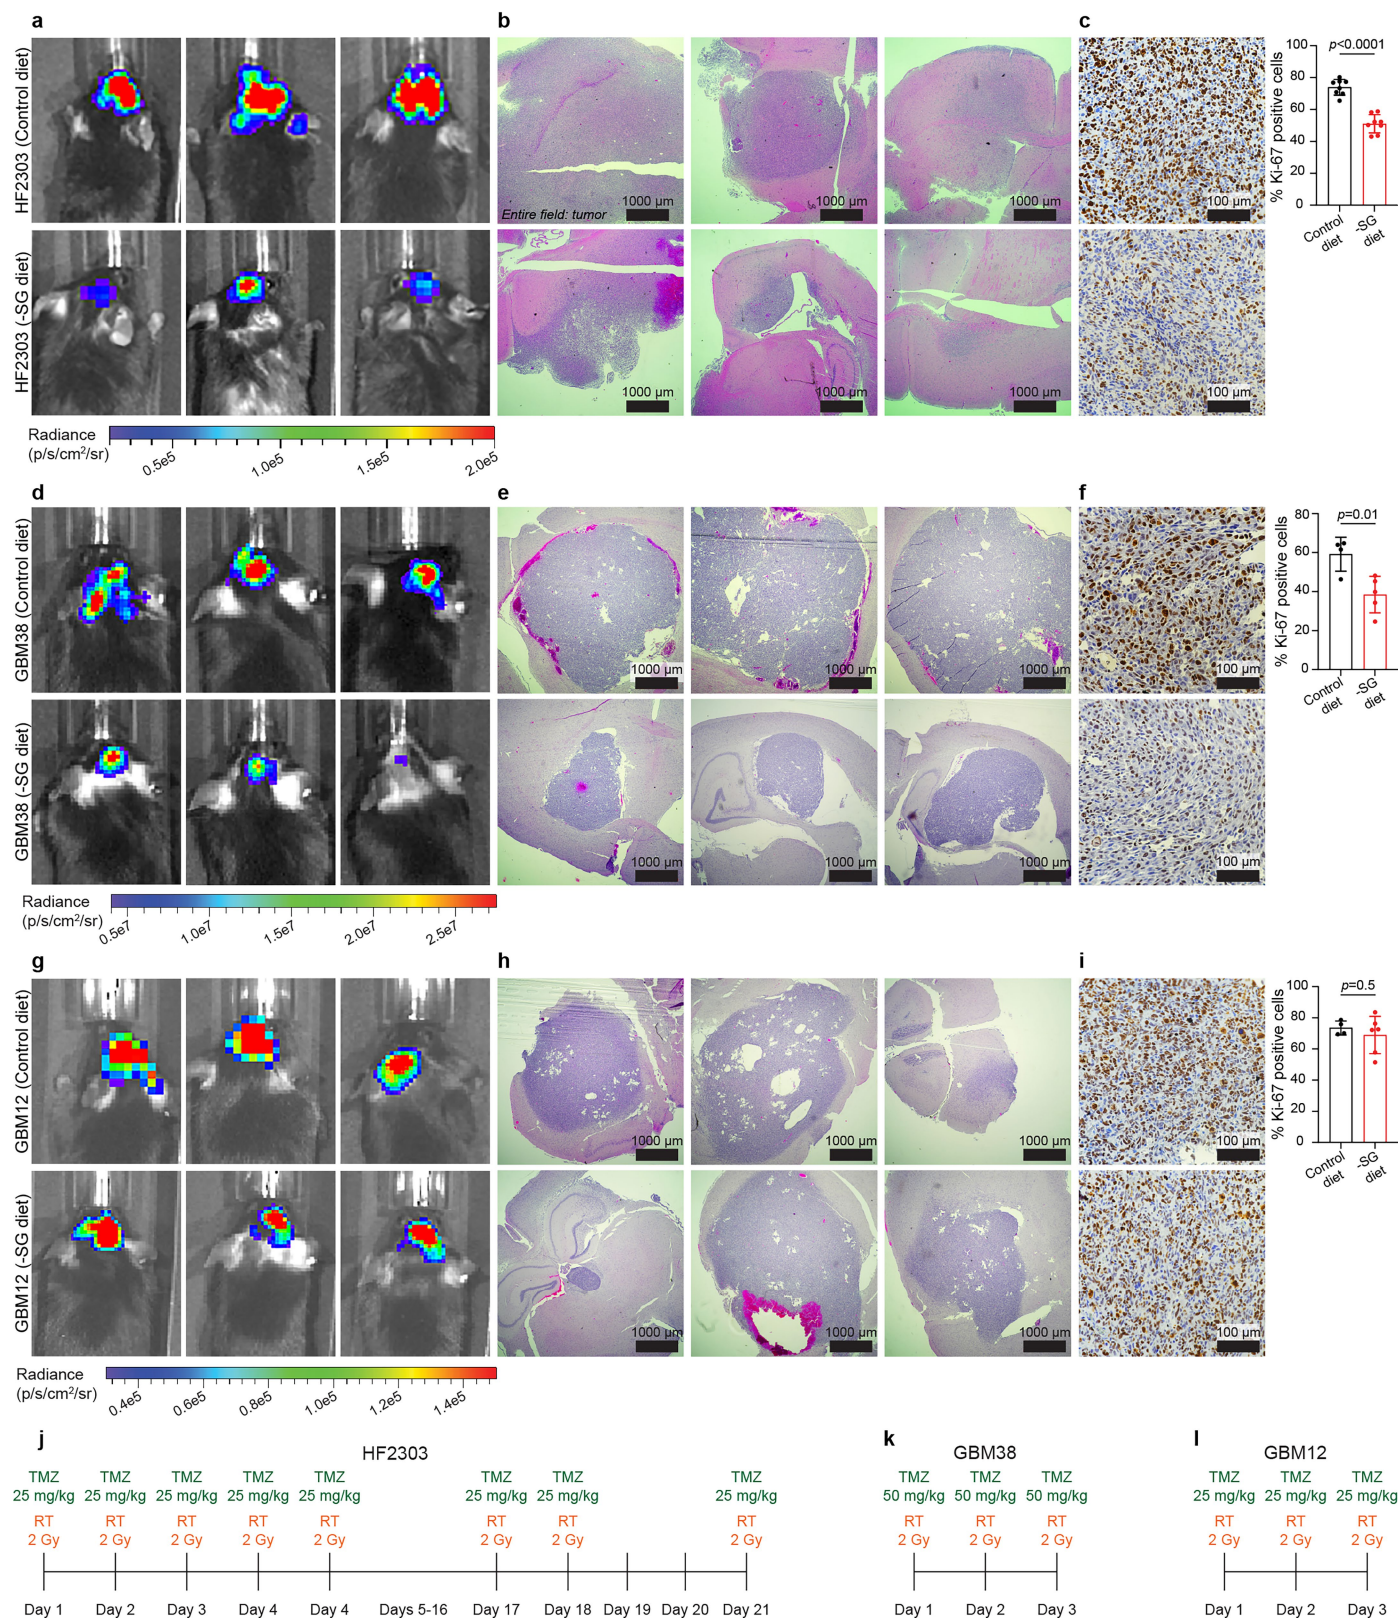 a
b
c
HF2303 (Control diet)
Entire field: tumor
1000 µm
1000 µm
1000 µm
100 µm
% Ki-67 positive cells
100
80
60
40
20
0
p<0.0001
Control diet
-SG diet
HF2303 (-SG diet)
1000 µm
1000 µm
1000 µm
100 µm
Radiance
(p/s/cm²/sr)
0.5e5
1.0e5
1.5e5
2.0e5
d
e
f
GBM38 (Control diet)
1000 µm
1000 µm
1000 µm
100 µm
% Ki-67 positive cells
80
60
40
20
0
p=0.01
Control diet
-SG diet
GBM38 (-SG diet)
1000 µm
1000 µm
1000 µm
100 µm
Radiance
(p/s/cm²/sr)
0.5e7
1.0e7
1.5e7
2.0e7
2.5e7
g
h
i
GBM12 (Control diet)
1000 µm
1000 µm
1000 µm
100 µm
% Ki-67 positive cells
100
80
60
40
20
0
p=0.5
Control diet
-SG diet
GBM12 (-SG diet)
1000 µm
1000 µm
1000 µm
100 µm
Radiance
(p/s/cm²/sr)
0.4e5
0.6e5
0.8e5
1.0e5
1.2e5
1.4e5
j
HF2303
TMZ TMZ TMZ TMZ TMZ TMZ TMZ TMZ
25 mg/kg 25 mg/kg 25 mg/kg 25 mg/kg 25 mg/kg 25 mg/kg 25 mg/kg 25 mg/kg
RT RT RT RT RT RT RT RT
2 Gy 2 Gy 2 Gy 2 Gy 2 Gy 2 Gy 2 Gy 2 Gy
Day 1 Day 2 Day 3 Day 4 Day 4 Days 5-16 Day 17 Day 18 Day 19 Day 20 Day 21
k
GBM38
TMZ TMZ TMZ
50 mg/kg 50 mg/kg 50 mg/kg
RT RT RT
2 Gy 2 Gy 2 Gy
Day 1 Day 2 Day 3
l
GBM12
TMZ TMZ TMZ
25 mg/kg 25 mg/kg 25 mg/kg
RT RT RT
2 Gy 2 Gy 2 Gy
Day 1 Day 2 Day 3